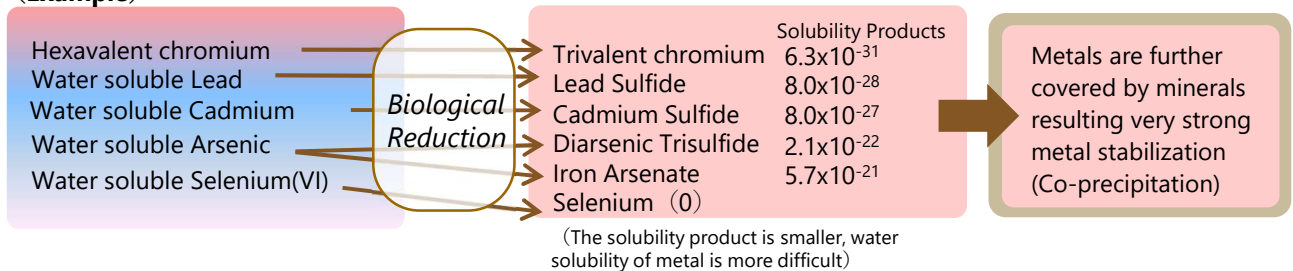 (Example)
Hexavalent chromium
Water soluble Lead
Water soluble Cadmium
Water soluble Arsenic
Water soluble Selenium(VI)
Biological
Reduction
Solubility Products
Trivalent chromium 6.3x10-31
Lead Sulfide 8.0x10-28
Cadmium Sulfide 8.0x10-27
Diarsenic Trisulfide 2.1x10-22
Iron Arsenate 5.7x10-21
Selenium（0）
（The solubility product is smaller, water
solubility of metal is more difficult）
Metals are further
covered by minerals
resulting very strong
metal stabilization
(Co-precipitation)